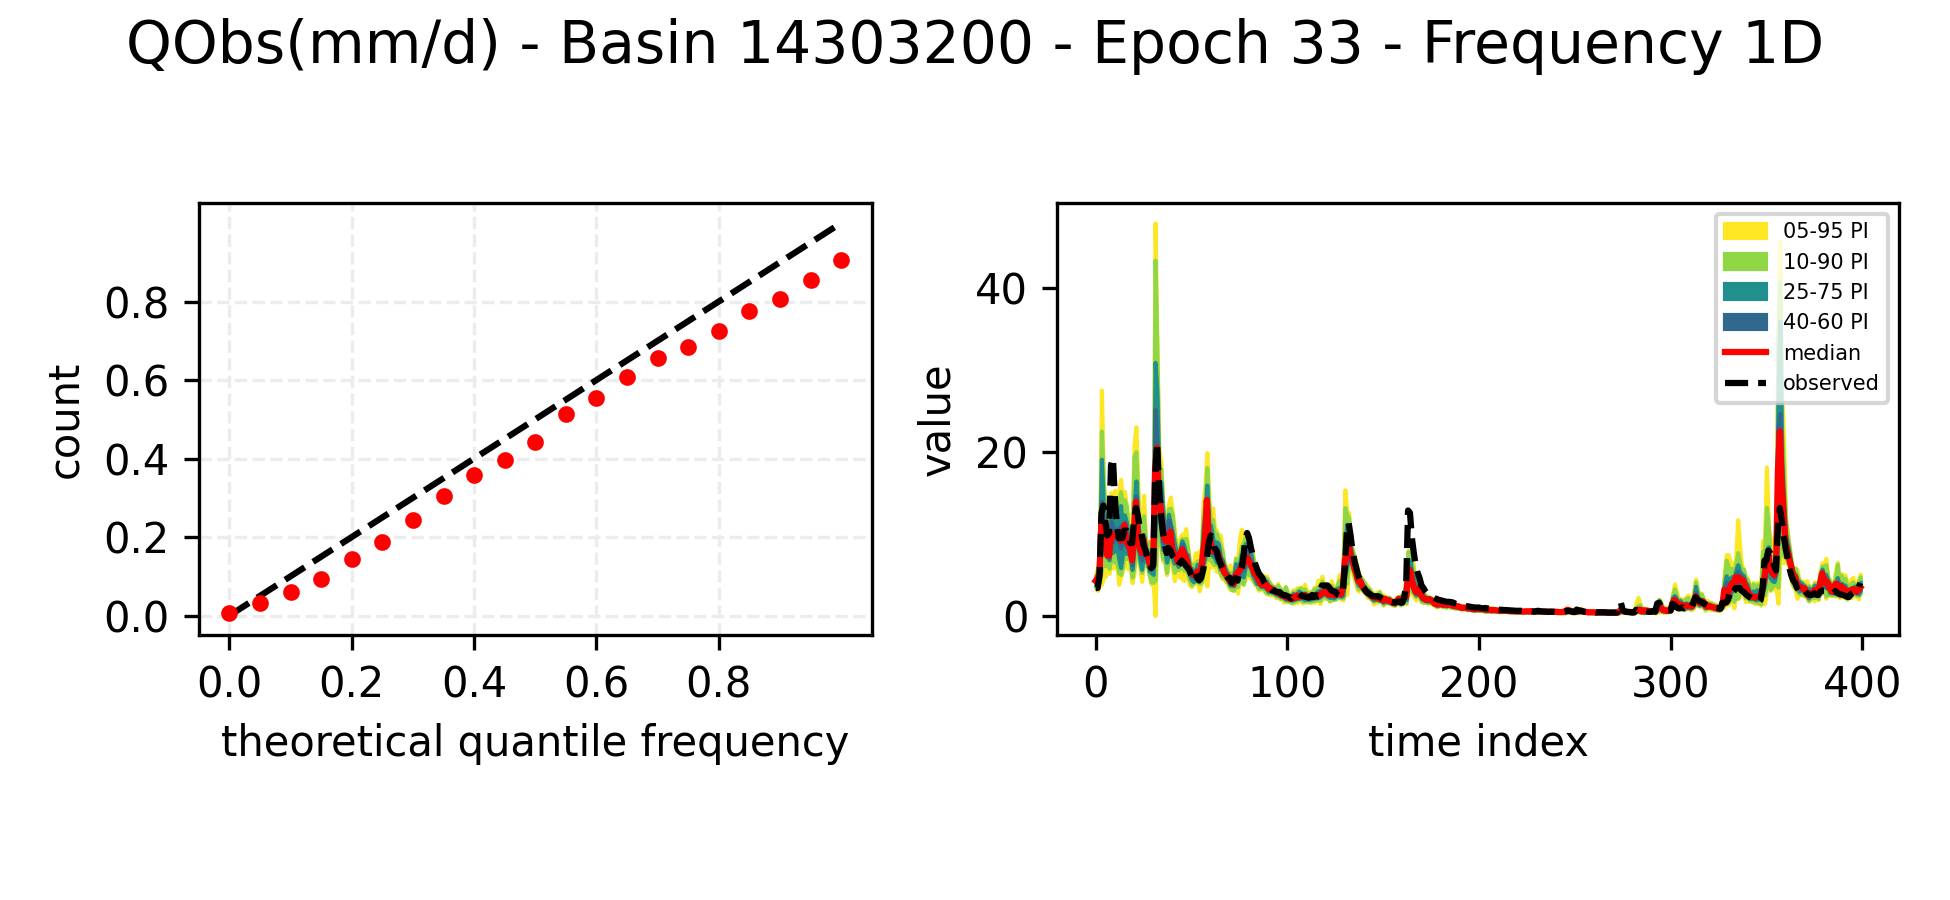 QObs(mm/d) - Basin 14303200 - Epoch 33 - Frequency 1D
count
0.8
0.6
0.4
0.2
0.0
0.0 0.2 0.4 0.6 0.8
theoretical quantile frequency
value
40
20
0
0 100 200 300 400
time index
05-95 PI
10-90 PI
25-75 PI
40-60 PI
median
observed